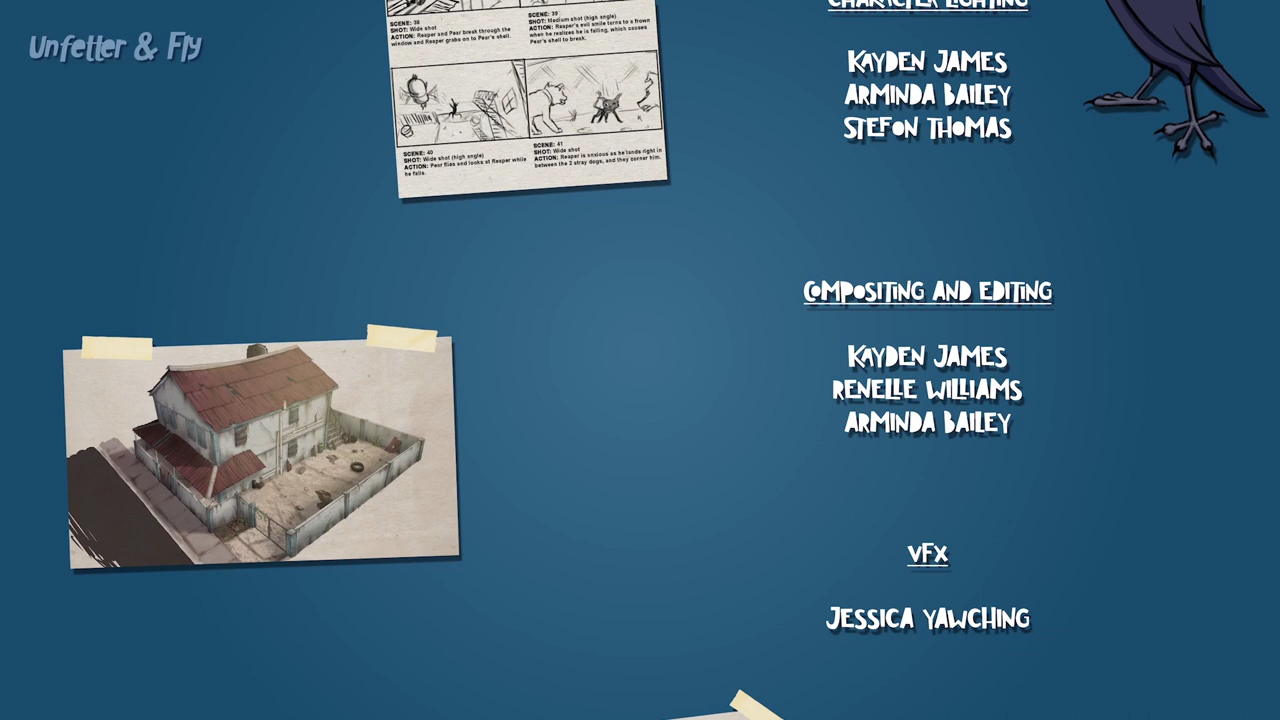 Unfetter & Fly
SCENE: 38
SHOT: Wide shot
ACTION: Reaper and Pear break through the
window and Reaper grabs on to Pear's shell.
SCENE: 39
SHOT: Medium shot (high angle)
ACTION: Reaper's evil smile turns to a frown
when he realizes he is falling, which causes
Pear's shell to break.
SCENE: 40
SHOT: Wide shot (high angle)
ACTION: Pear flies and looks at Reaper while
he falls.
SCENE: 41
SHOT: Wide shot
ACTION: Reaper is anxious as he lands right in
between the 2 stray dogs, and they corner him.
CHARACTER LIGHTING
KAYDEN JAMES
ARMINDA BAILEY
STEFON THOMAS
COMPOSITING AND EDITING
KAYDEN JAMES
RENELLE WILLIAMS
ARMINDA BAILEY
VFX
JESSICA YAWCHING